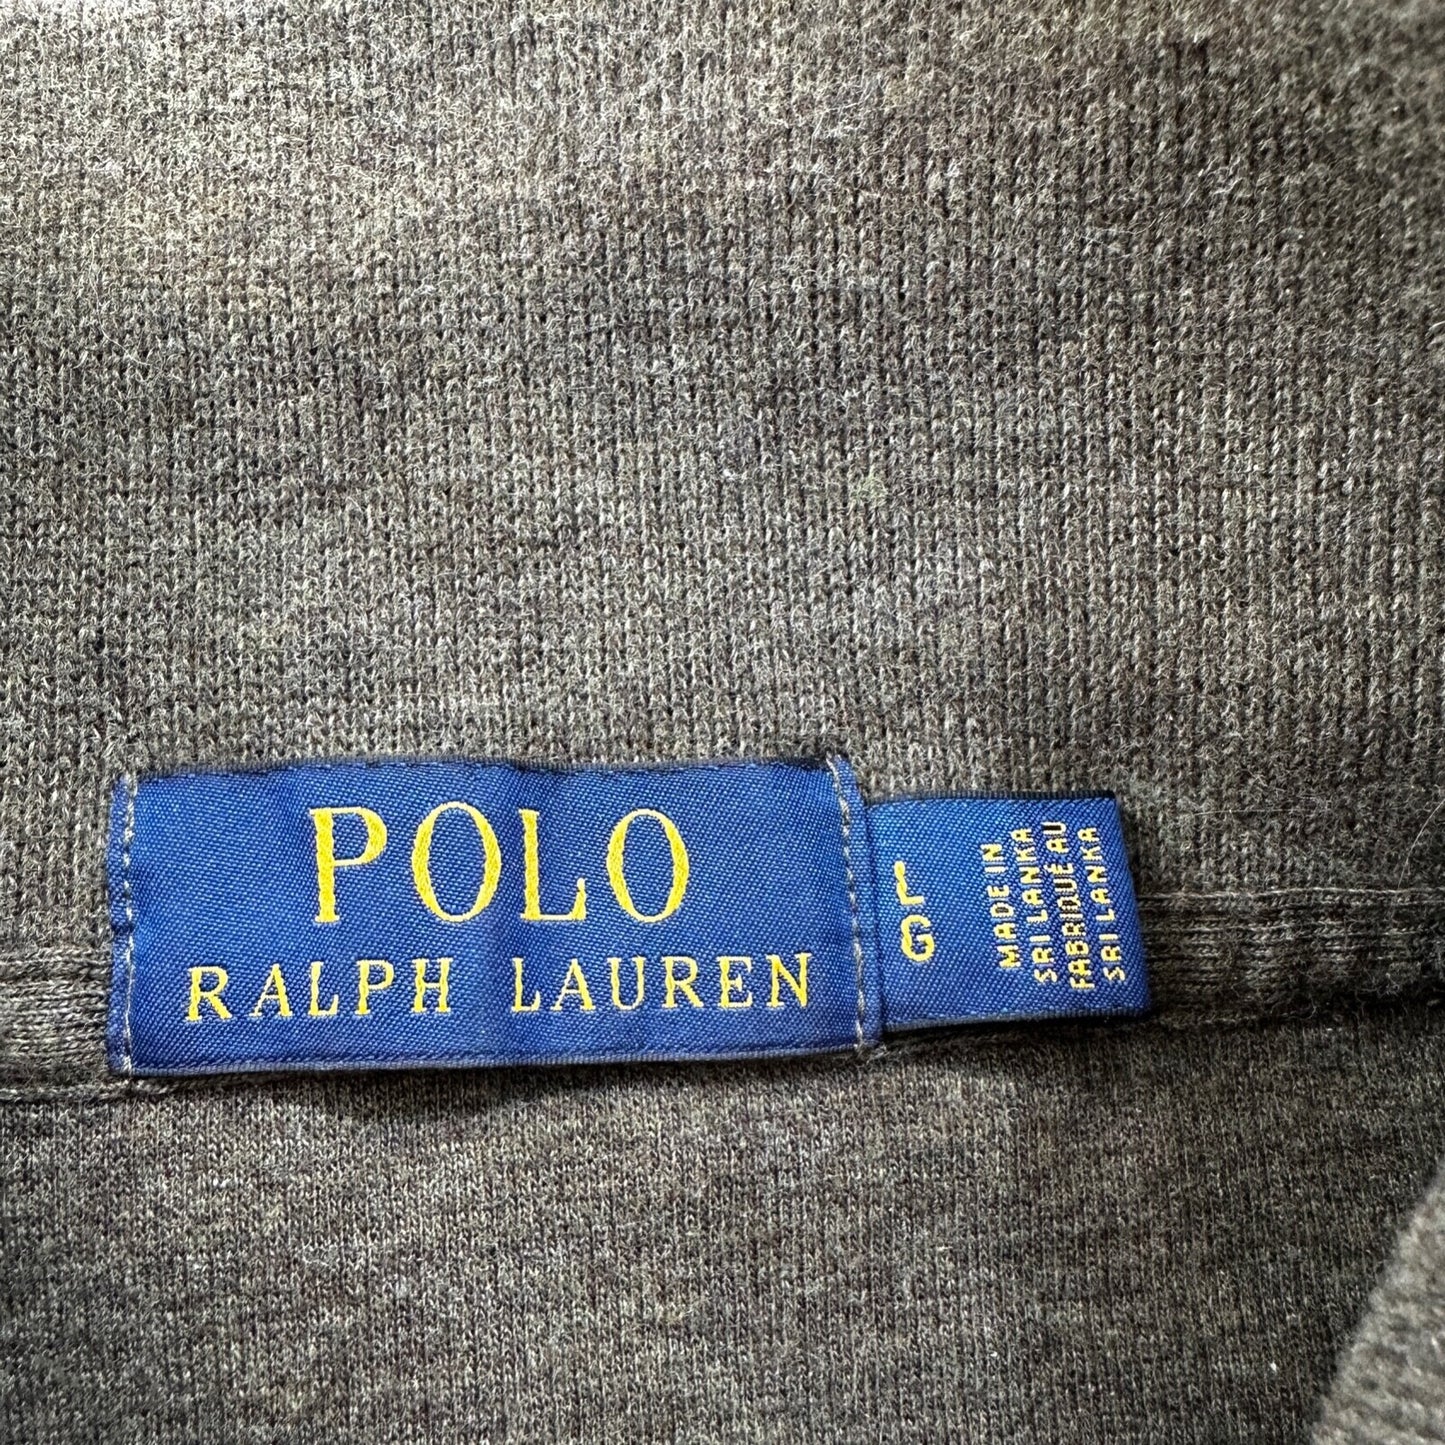 POLO
RALPH LAUREN
L
G
MADE IN
SRI LANKA
FABRIQUÉ AU
SRI LANKA